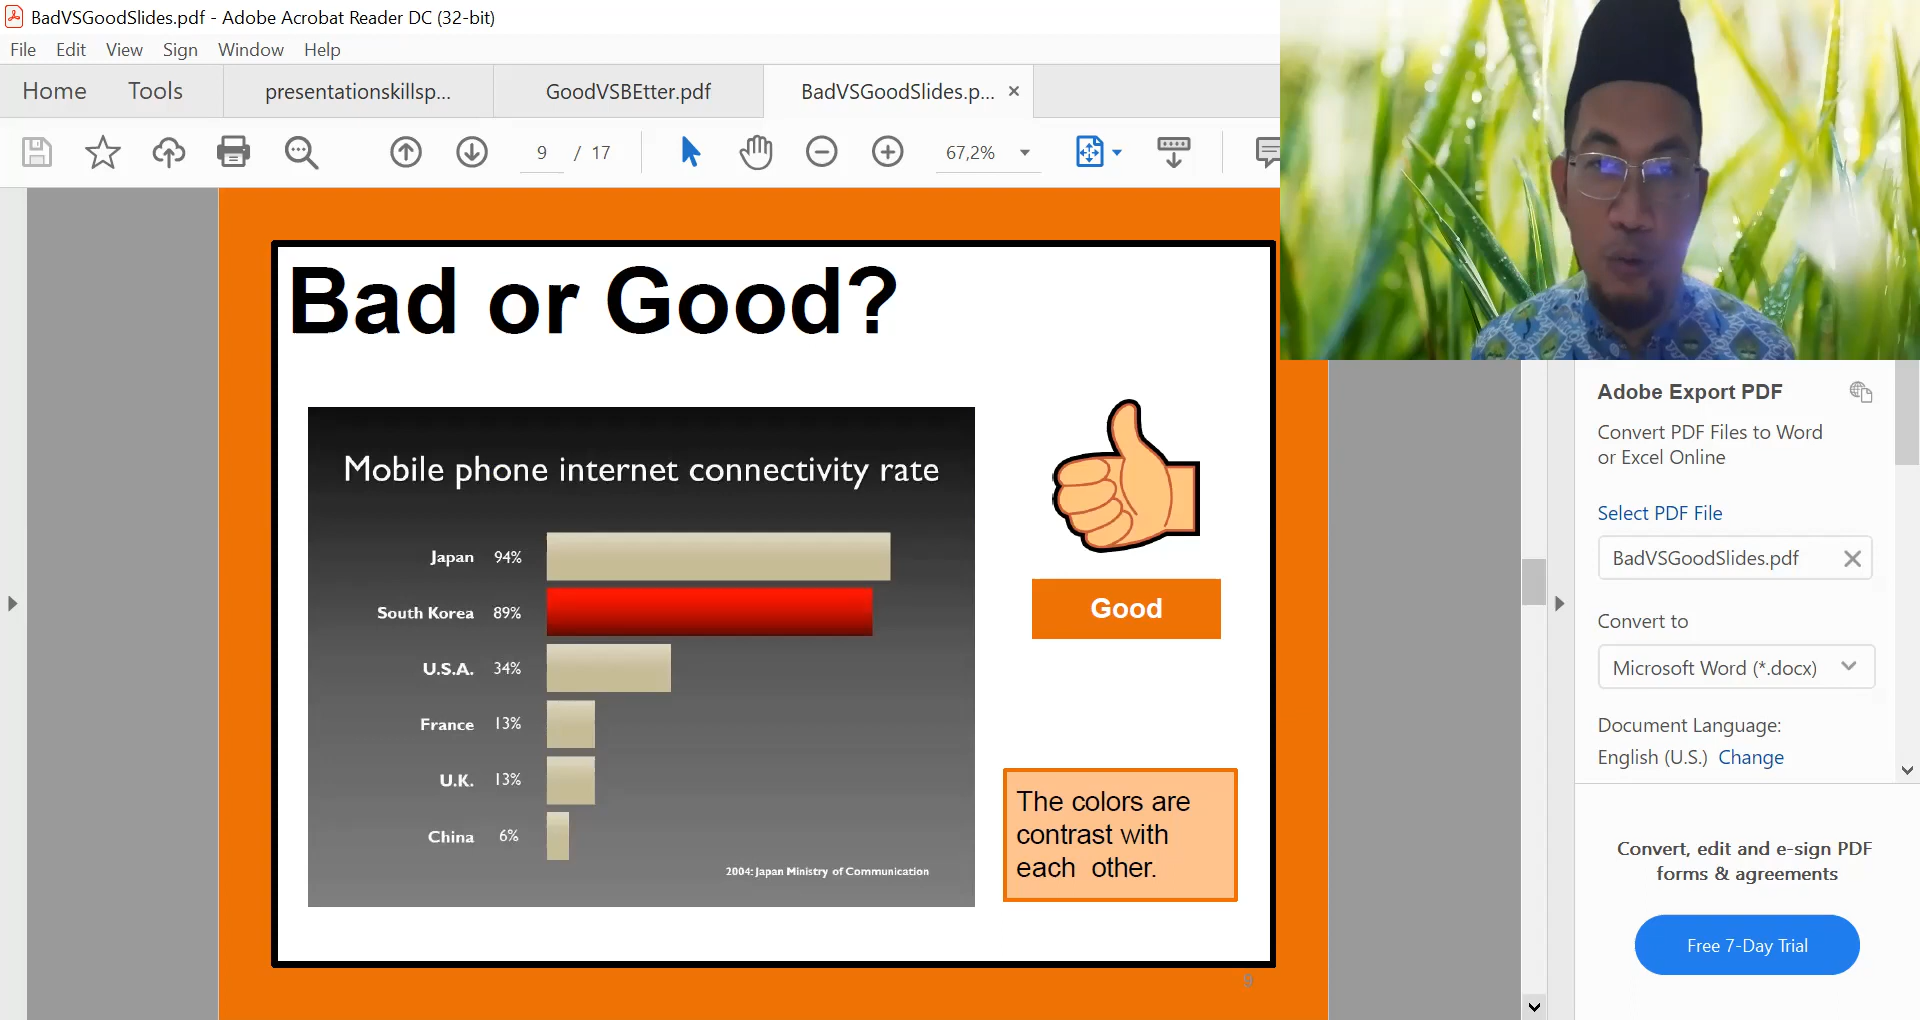 BadVSGoodSlides.pdf - Adobe Acrobat Reader DC (32-bit)
File Edit View Sign Window Help
Home Tools presentationskillsp... GoodVSBEtter.pdf BadVSGoodSlides.p... ×
9 / 17 67,2%
Bad or Good?
Mobile phone internet connectivity rate
Japan 94%
South Korea 89%
U.S.A. 34%
France 13%
U.K. 13%
China 6%
2004: Japan Ministry of Communication
Good
The colors are
contrast with
each other.
9
Adobe Export PDF
Convert PDF Files to Word
or Excel Online
Select PDF File
BadVSGoodSlides.pdf
Convert to
Microsoft Word (*.docx)
Document Language:
English (U.S.) Change
Convert, edit and e-sign PDF
forms & agreements
Free 7-Day Trial